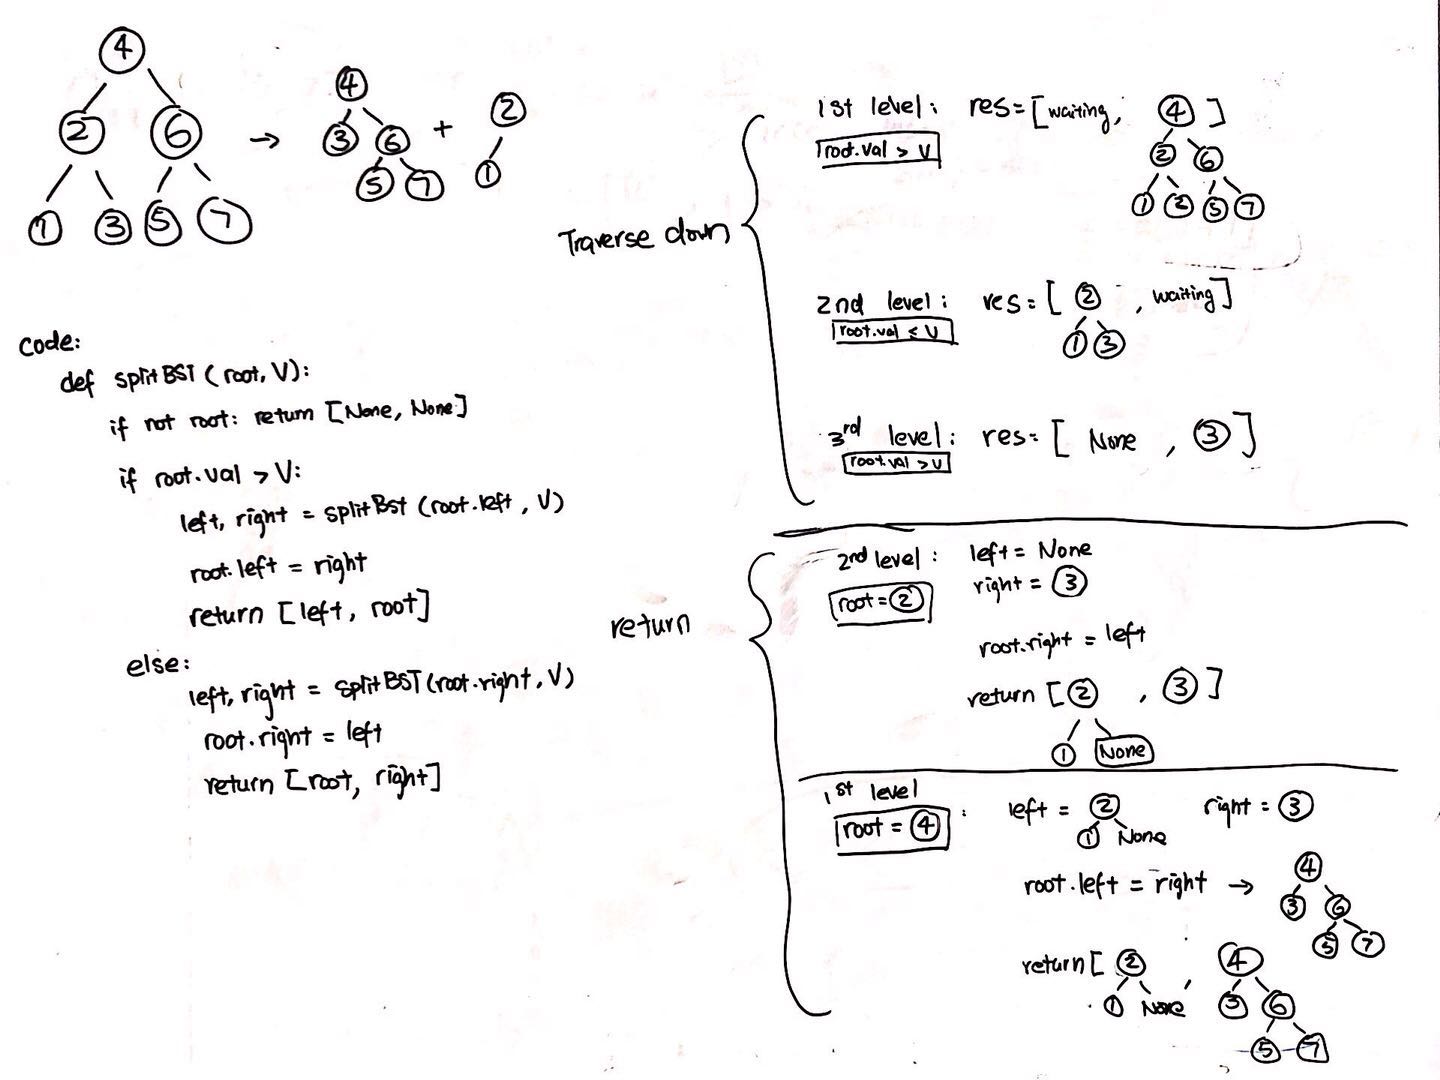 4
4
2
2 6 → 3 6 + 1
5 7
1 3 5 7
code:
def splitBST (root, V):
if not root: return [None, None]
if root.val > V:
left, right = splitBst (root.left, V)
root.left = right
return [left, root]
else:
left, right = splitBST (root.right, V)
root.right = left
return [root, right]
Traverse down
1st level: res=[waiting, 4 ]
root.val > V
2 6
1 3 5 7
2nd level: res=[ 2 , waiting]
root.val ≤ V
1 3
3rd level: res=[ None , 3 ]
root.val > V
return
2nd level: left = None
right = 3
root = 2
root.right = left
return [ 2 , 3 ]
1 None
1st level
root = 4 : left = 2 right = 3
1 None
root.left = right → 4
3 6
5 7
return [ 2 , 4
1 None 3 6
5 7